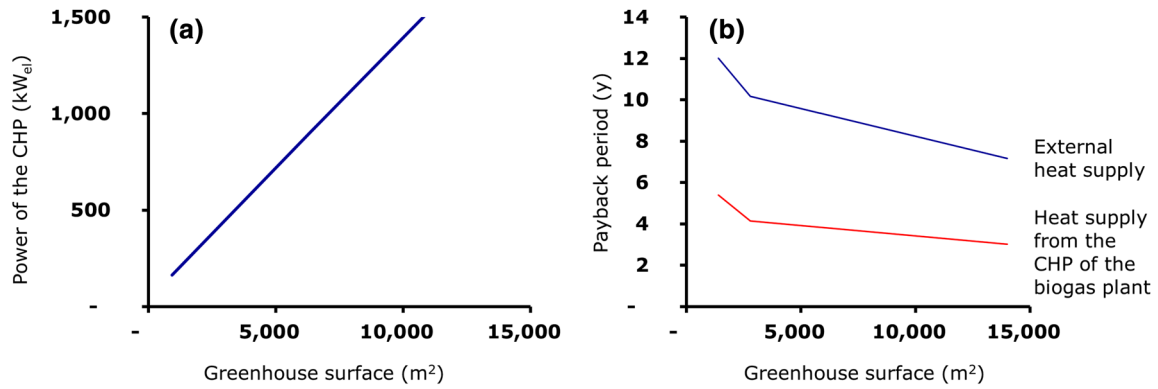 (a)
Power of the CHP (kWel)
1,500
1,000
500
-
- 5,000 10,000 15,000
Greenhouse surface (m²)
(b)
Payback period (y)
14
12
10
8
6
4
2
-
5,000 10,000 15,000
Greenhouse surface (m²)
External
heat supply
Heat supply
from the
CHP of the
biogas plant